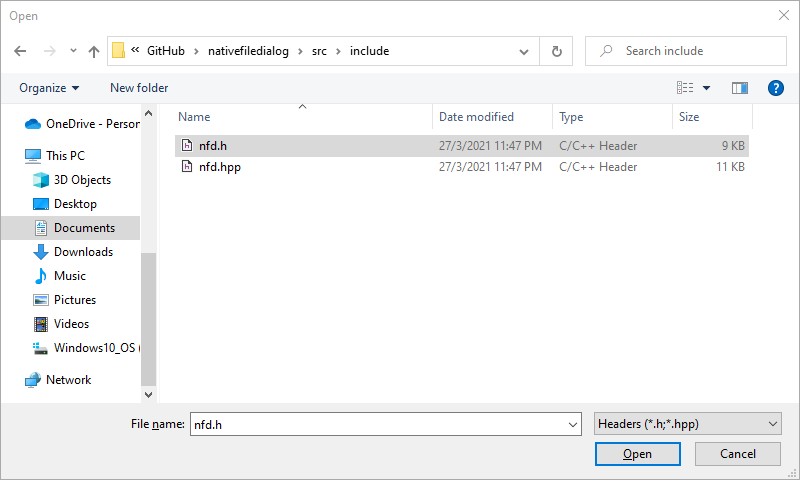 Open
GitHub nativefiledialog src include Search include
Organize New folder
Name Date modified Type Size
nfd.h 27/3/2021 11:47 PM C/C++ Header 9 KB
nfd.hpp 27/3/2021 11:47 PM C/C++ Header 11 KB
OneDrive - Person
This PC
3D Objects
Desktop
Documents
Downloads
Music
Pictures
Videos
Windows10_OS (
Network
File name: nfd.h Headers (*.h;*.hpp)
Open Cancel